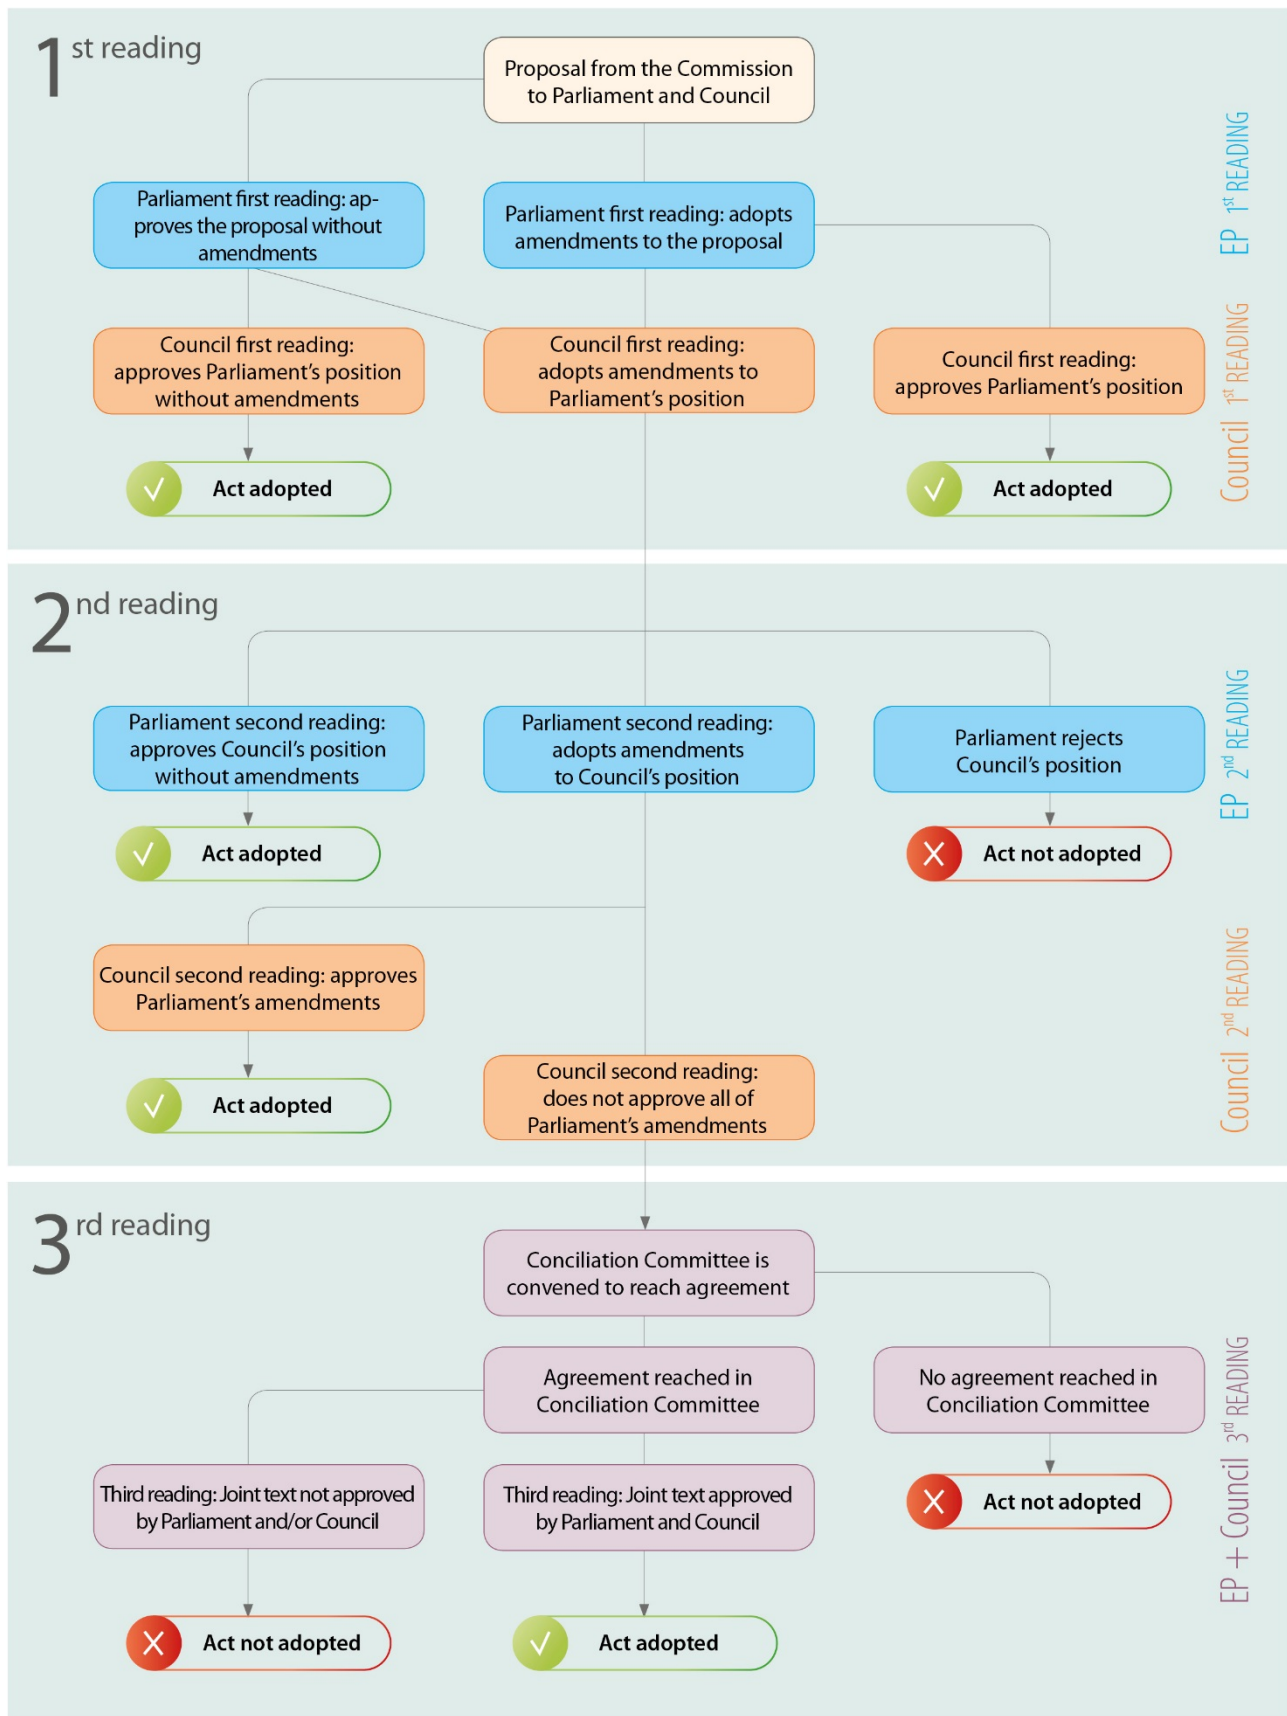 1st reading
Proposal from the Commission
to Parliament and Council
EP 1st READING
Parliament first reading: ap-
proves the proposal without
amendments
Parliament first reading: adopts
amendments to the proposal
Council 1st READING
Council first reading:
approves Parliament’s position
without amendments
Council first reading:
adopts amendments to
Parliament’s position
Council first reading:
approves Parliament’s position
Act adopted
Act adopted
2nd reading
EP 2nd READING
Parliament second reading:
approves Council’s position
without amendments
Parliament second reading:
adopts amendments
to Council’s position
Parliament rejects
Council’s position
Act adopted
Act not adopted
Council 2nd READING
Council second reading: approves
Parliament’s amendments
Act adopted
Council second reading:
does not approve all of
Parliament’s amendments
3rd reading
Conciliation Committee is
convened to reach agreement
EP + Council 3rd READING
Agreement reached in
Conciliation Committee
No agreement reached in
Conciliation Committee
Third reading: Joint text not approved
by Parliament and/or Council
Third reading: Joint text approved
by Parliament and Council
Act not adopted
Act not adopted
Act adopted